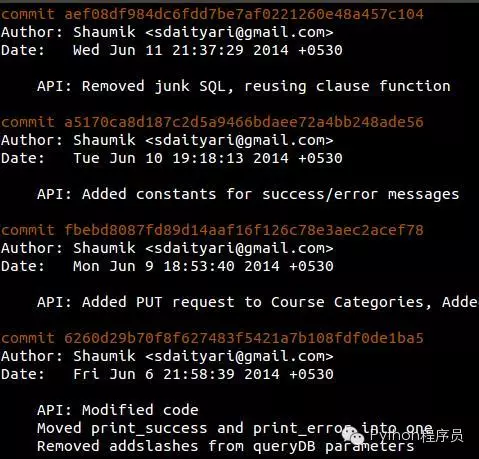 commit aef08df984dc6fdd7be7af0221260e48a457c104
Author: Shaumik <sdaityari@gmail.com>
Date:   Wed Jun 11 21:37:29 2014 +0530
API: Removed junk SQL, reusing clause function
commit a5170ca8d187c2d5a9466bdaee72a4bb248ade56
Author: Shaumik <sdaityari@gmail.com>
Date:   Tue Jun 10 19:18:13 2014 +0530
API: Added constants for success/error messages
commit fbebd8087fd89d14aaf16f126c78e3aec2acef78
Author: Shaumik <sdaityari@gmail.com>
Date:   Mon Jun 9 18:53:40 2014 +0530
API: Added PUT request to Course Categories, Adde
commit 6260d29b70f8f627483f5421a7b108fdf0de1ba5
Author: Shaumik <sdaityari@gmail.com>
Date:   Fri Jun 6 21:58:39 2014 +0530
API: Modified code
Moved print_success and print_error into one
Removed addslashes from queryDB parameters
Python程序员